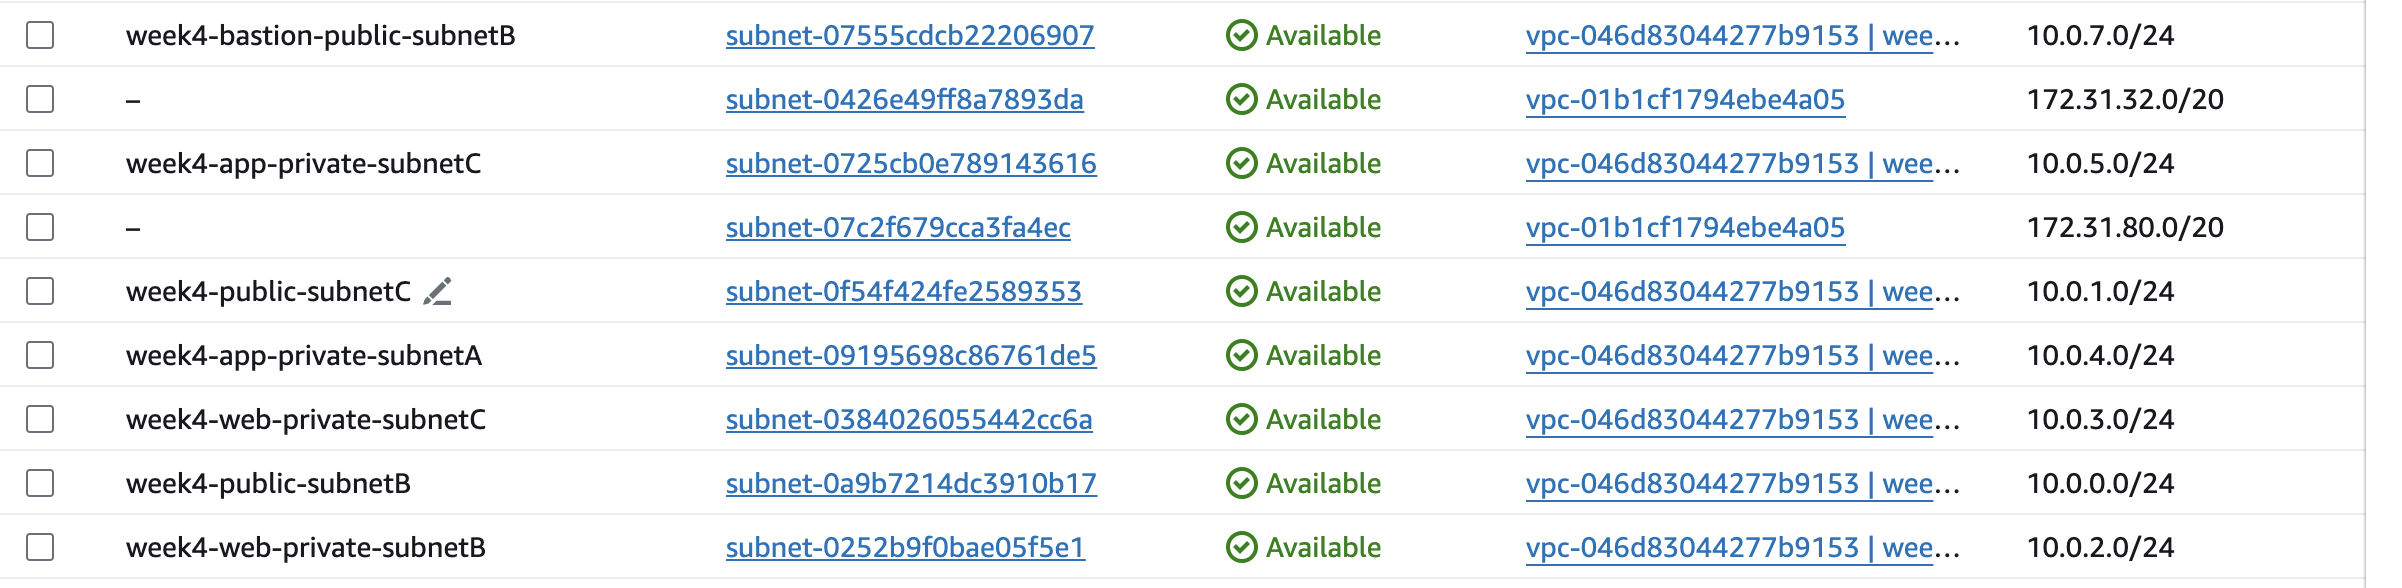 week4-bastion-public-subnetB subnet-07555cdcb22206907 Available vpc-046d83044277b9153 | wee… 10.0.7.0/24
– subnet-0426e49ff8a7893da Available vpc-01b1cf1794ebe4a05 172.31.32.0/20
week4-app-private-subnetC subnet-0725cb0e789143616 Available vpc-046d83044277b9153 | wee… 10.0.5.0/24
– subnet-07c2f679cca3fa4ec Available vpc-01b1cf1794ebe4a05 172.31.80.0/20
week4-public-subnetC subnet-0f54f424fe2589353 Available vpc-046d83044277b9153 | wee… 10.0.1.0/24
week4-app-private-subnetA subnet-09195698c86761de5 Available vpc-046d83044277b9153 | wee… 10.0.4.0/24
week4-web-private-subnetC subnet-0384026055442cc6a Available vpc-046d83044277b9153 | wee… 10.0.3.0/24
week4-public-subnetB subnet-0a9b7214dc3910b17 Available vpc-046d83044277b9153 | wee… 10.0.0.0/24
week4-web-private-subnetB subnet-0252b9f0bae05f5e1 Available vpc-046d83044277b9153 | wee… 10.0.2.0/24